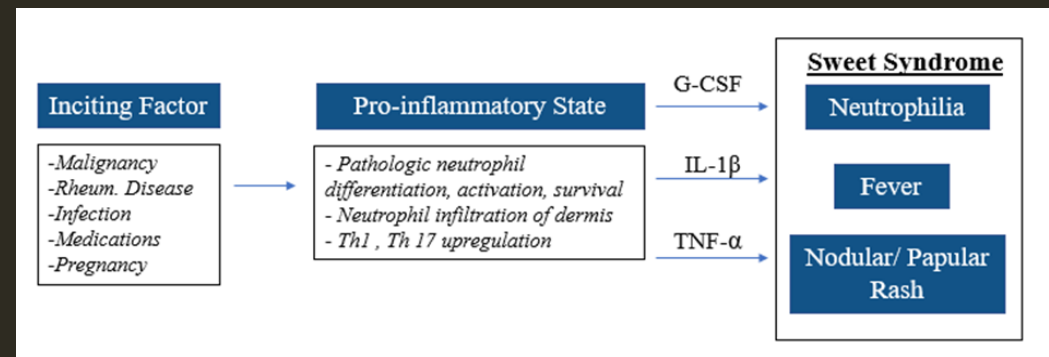 Inciting Factor
-Malignancy
-Rheum. Disease
-Infection
-Medications
-Pregnancy
Pro-inflammatory State
- Pathologic neutrophil
differentiation, activation, survival
- Neutrophil infiltration of dermis
- Th1 , Th 17 upregulation
G-CSF
IL-1β
TNF-α
Sweet Syndrome
Neutrophilia
Fever
Nodular/ Papular
Rash